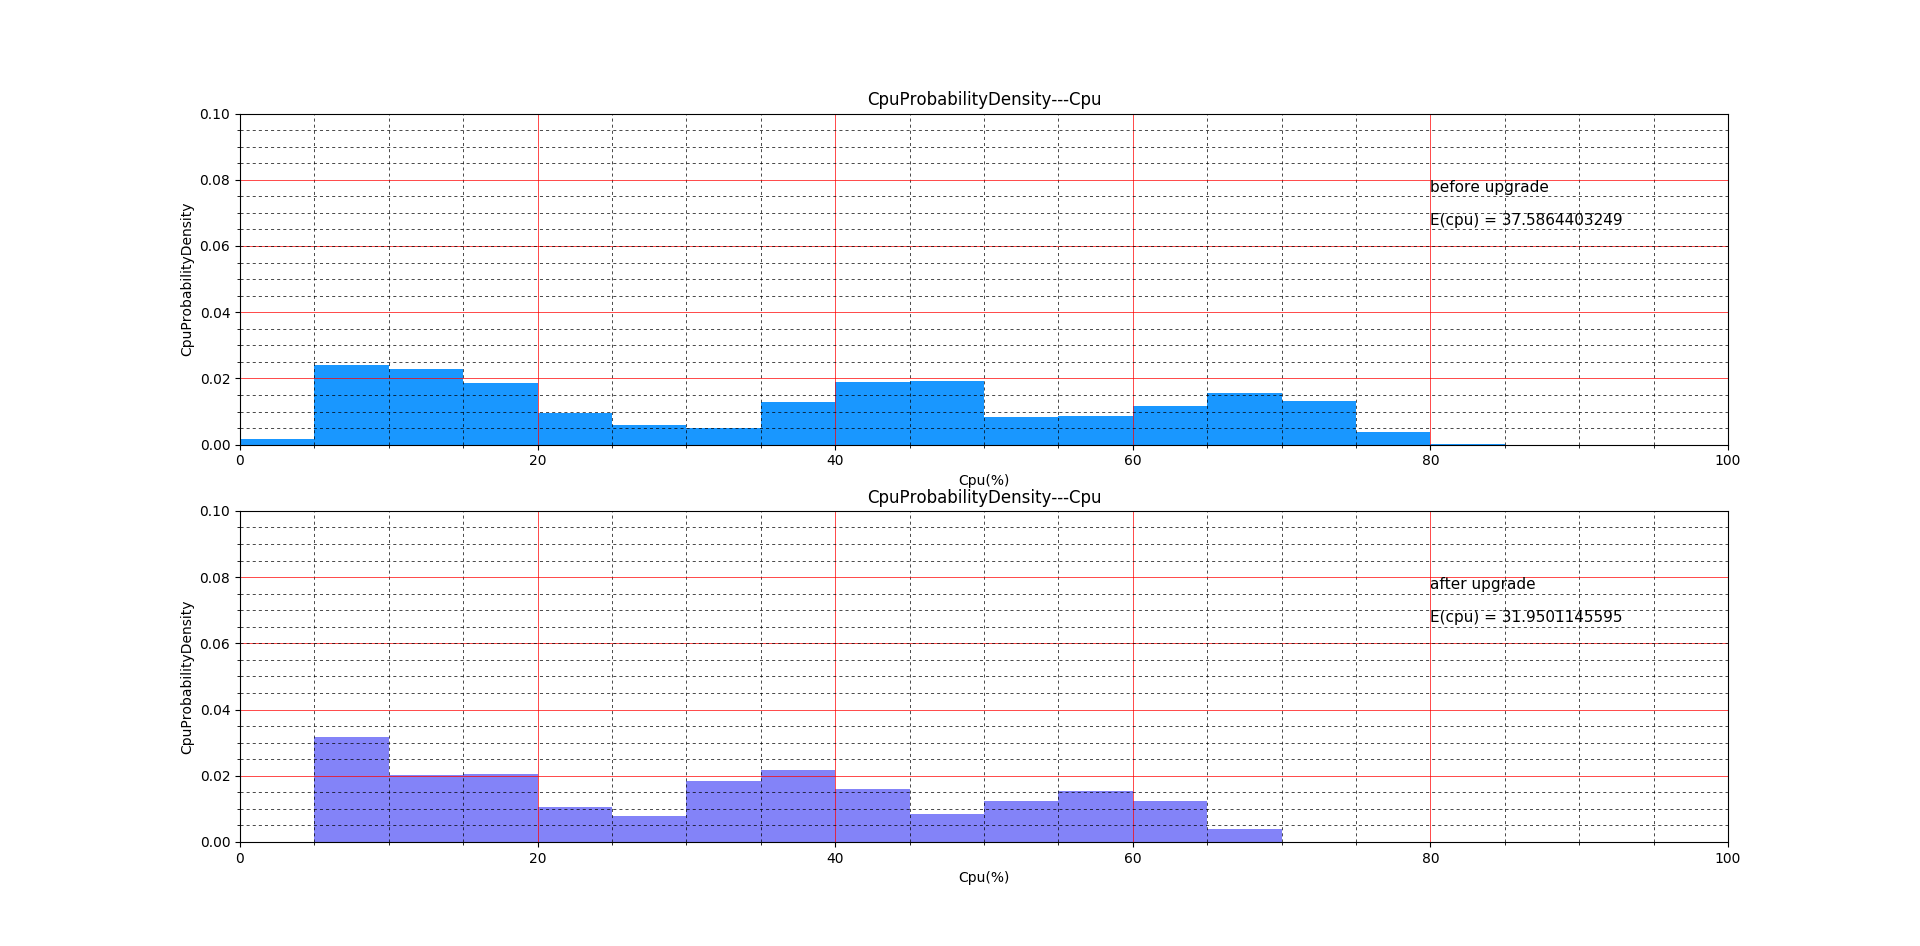 CpuProbabilityDensity---Cpu
CpuProbabilityDensity
0.10
0.08
0.06
0.04
0.02
0.00
before upgrade
E(cpu) = 37.5864403249
0 20 40 60 80 100
Cpu(%)
CpuProbabilityDensity---Cpu
CpuProbabilityDensity
0.10
0.08
0.06
0.04
0.02
0.00
after upgrade
E(cpu) = 31.9501145595
0 20 40 60 80 100
Cpu(%)